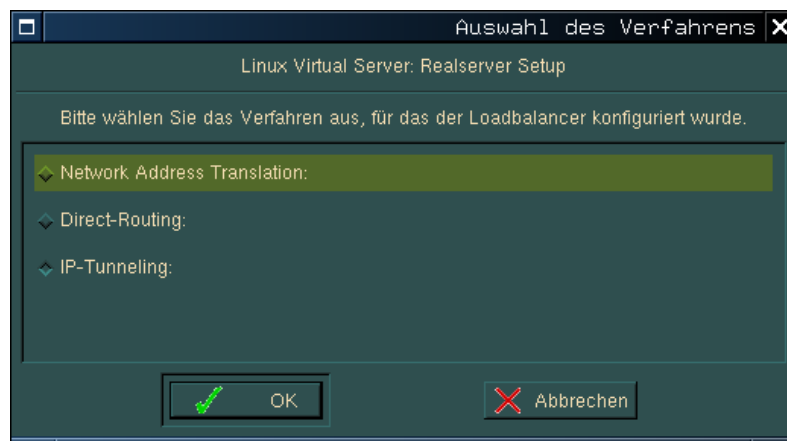 Auswahl des Verfahrens
Linux Virtual Server: Realserver Setup
Bitte wählen Sie das Verfahren aus, für das der Loadbalancer konfiguriert wurde.
Network Address Translation:
Direct-Routing:
IP-Tunneling:
OK
Abbrechen